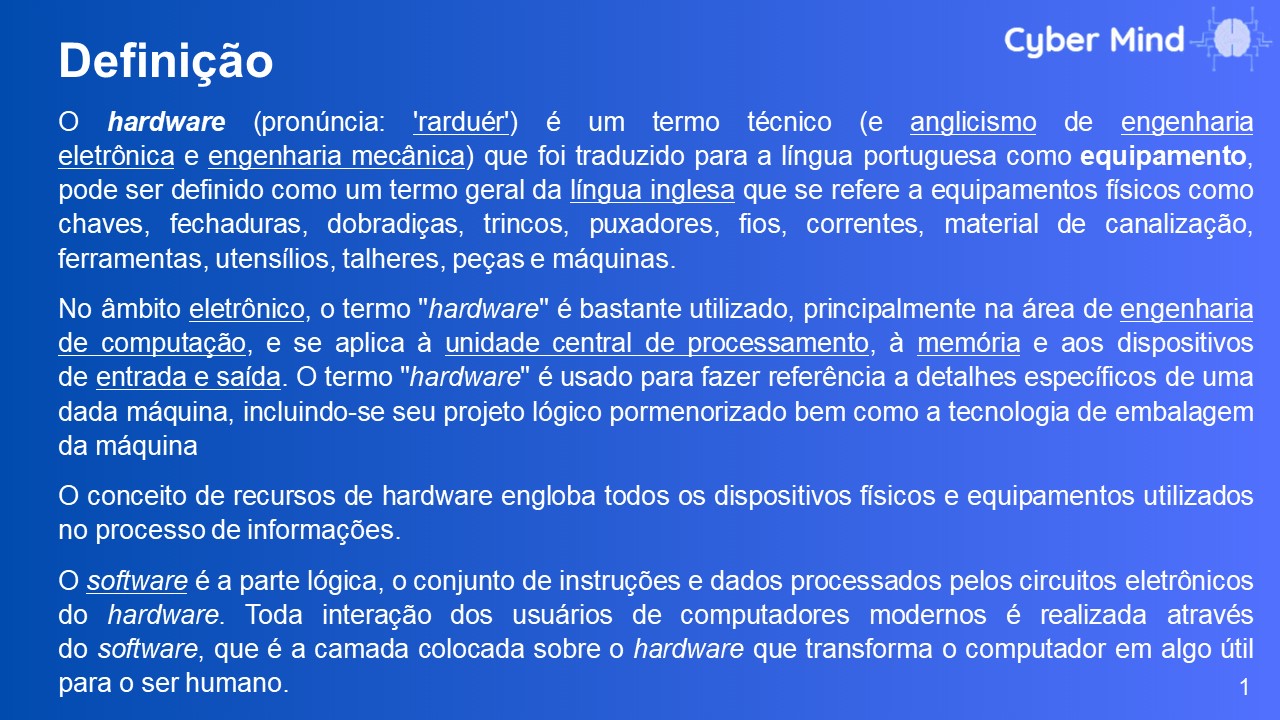 Definição
Cyber Mind
O hardware (pronúncia: 'rarduér') é um termo técnico (e anglicismo de engenharia
eletrônica e engenharia mecânica) que foi traduzido para a língua portuguesa como equipamento,
pode ser definido como um termo geral da língua inglesa que se refere a equipamentos físicos como
chaves, fechaduras, dobradiças, trincos, puxadores, fios, correntes, material de canalização,
ferramentas, utensílios, talheres, peças e máquinas.
No âmbito eletrônico, o termo "hardware" é bastante utilizado, principalmente na área de engenharia
de computação, e se aplica à unidade central de processamento, à memória e aos dispositivos
de entrada e saída. O termo "hardware" é usado para fazer referência a detalhes específicos de uma
dada máquina, incluindo-se seu projeto lógico pormenorizado bem como a tecnologia de embalagem
da máquina
O conceito de recursos de hardware engloba todos os dispositivos físicos e equipamentos utilizados
no processo de informações.
O software é a parte lógica, o conjunto de instruções e dados processados pelos circuitos eletrônicos
do hardware. Toda interação dos usuários de computadores modernos é realizada através
do software, que é a camada colocada sobre o hardware que transforma o computador em algo útil
para o ser humano.
1